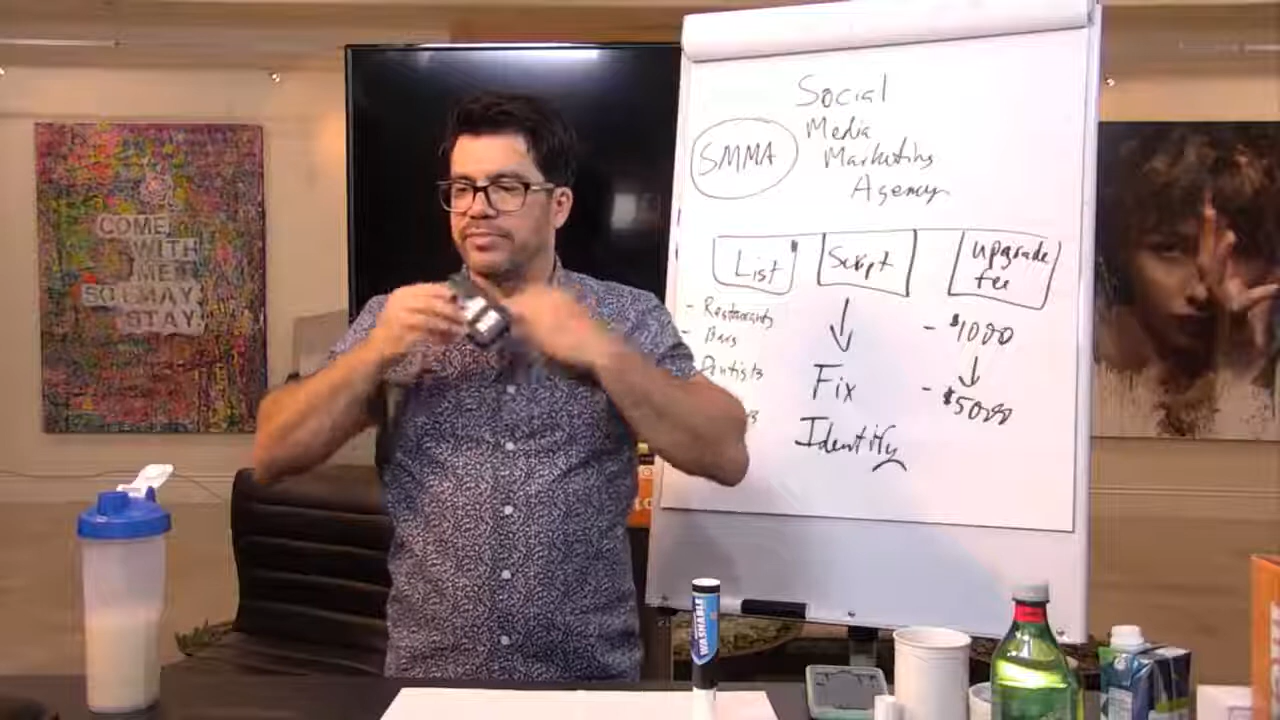 Social
Media
SMMA
Marketing
Agency
List
Script
upgrade
fee
- Restaurants
- Bars
Dentists
Fix
Identify
- $1000
- $5000
COME
WITH
ME
SO I MAY
STAY.
WASHABLE